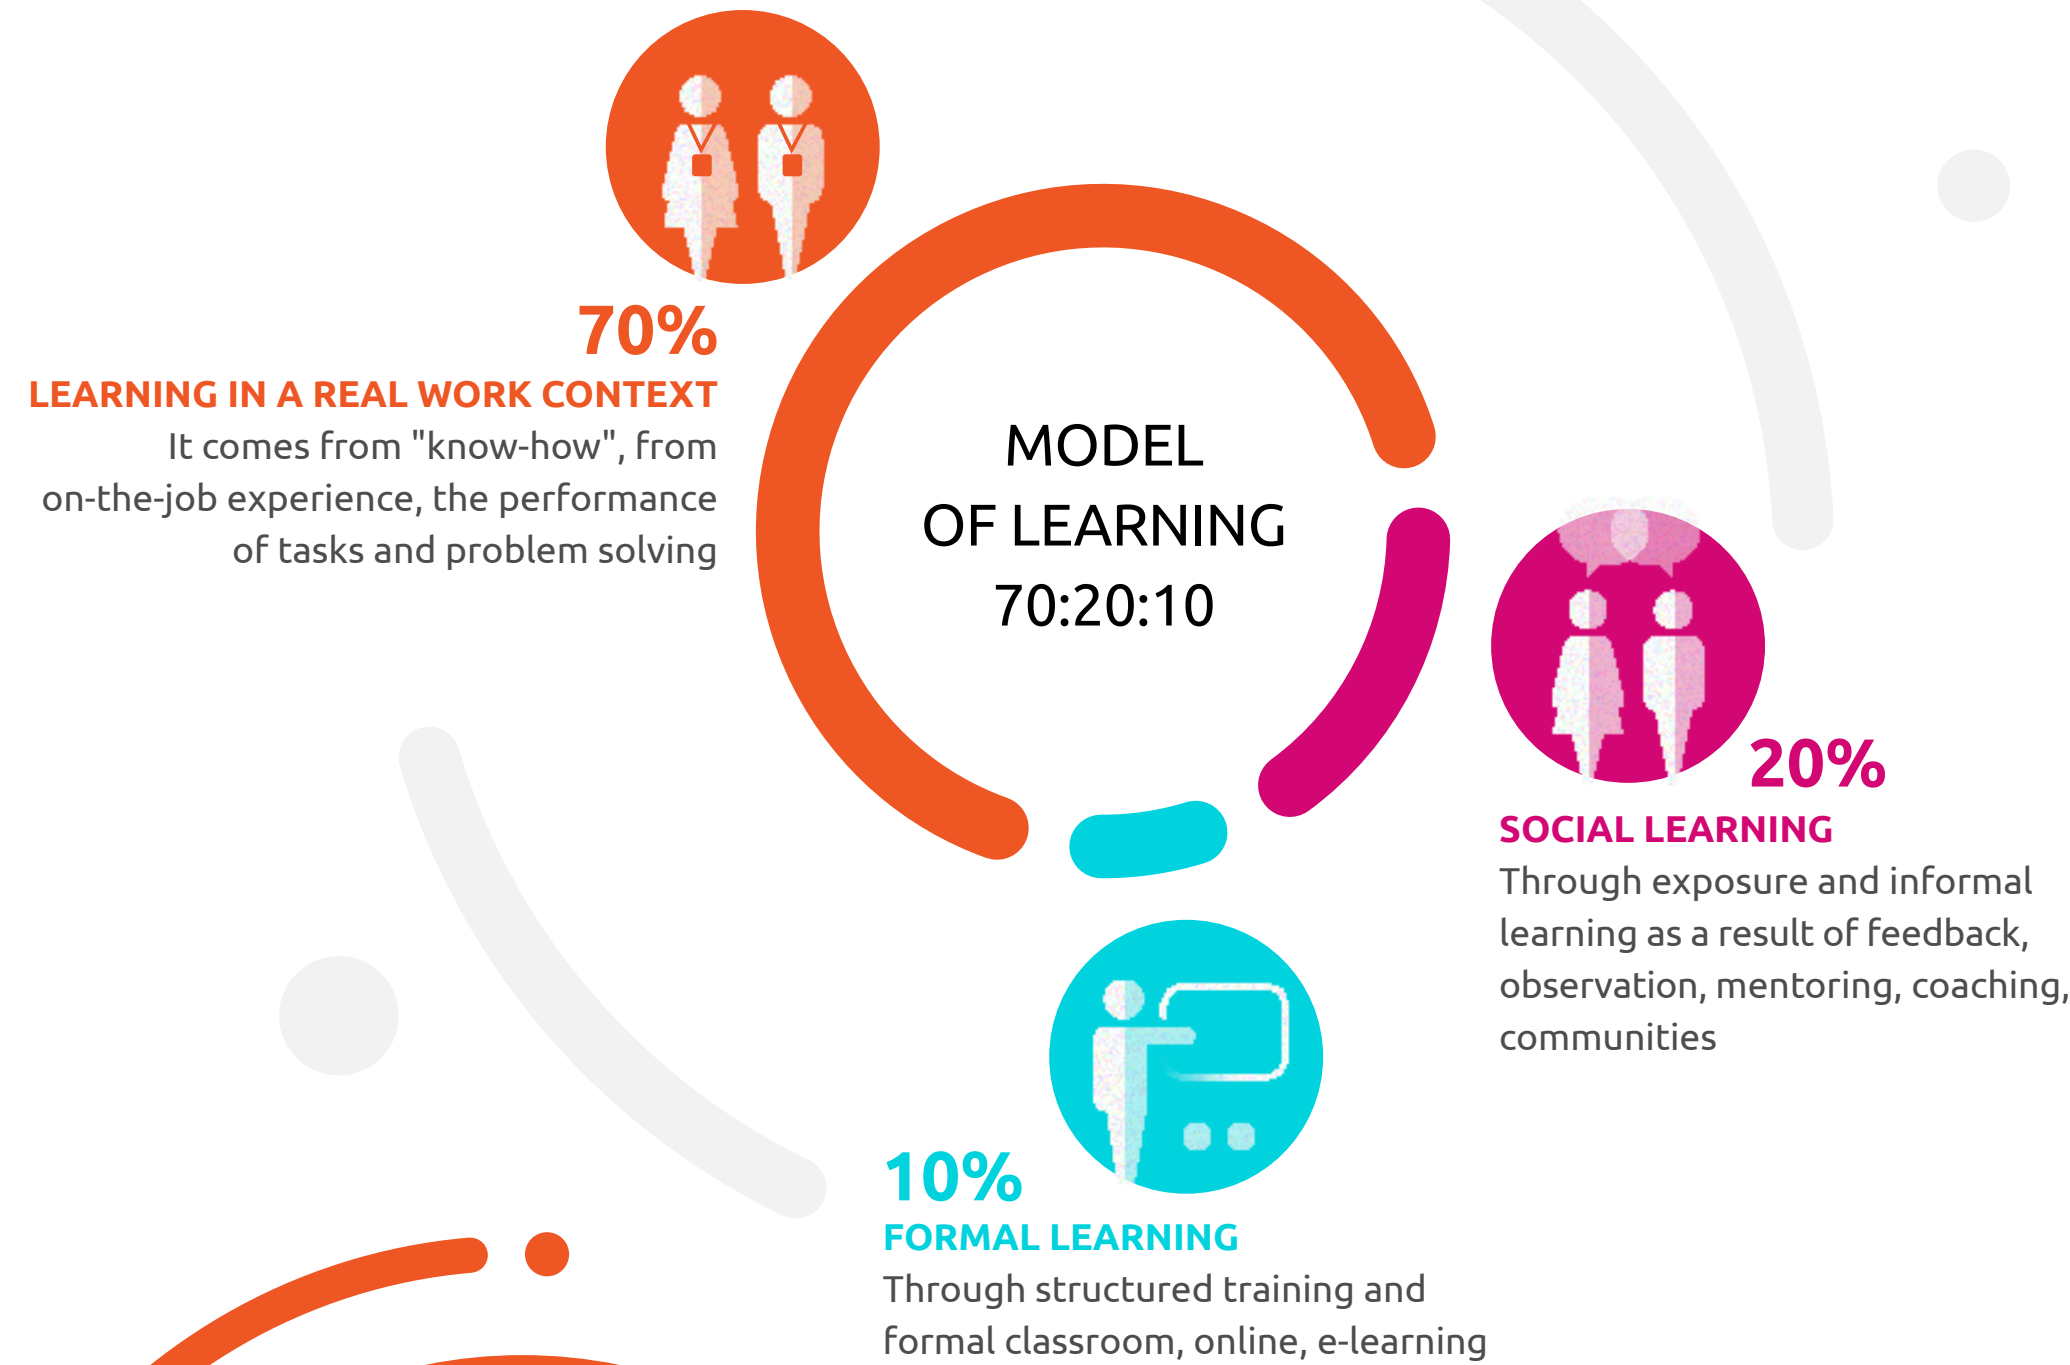 70%
LEARNING IN A REAL WORK CONTEXT
It comes from "know-how", from
on-the-job experience, the performance
of tasks and problem solving
MODEL
OF LEARNING
70:20:10
20%
SOCIAL LEARNING
Through exposure and informal
learning as a result of feedback,
observation, mentoring, coaching,
communities
10%
FORMAL LEARNING
Through structured training and
formal classroom, online, e-learning